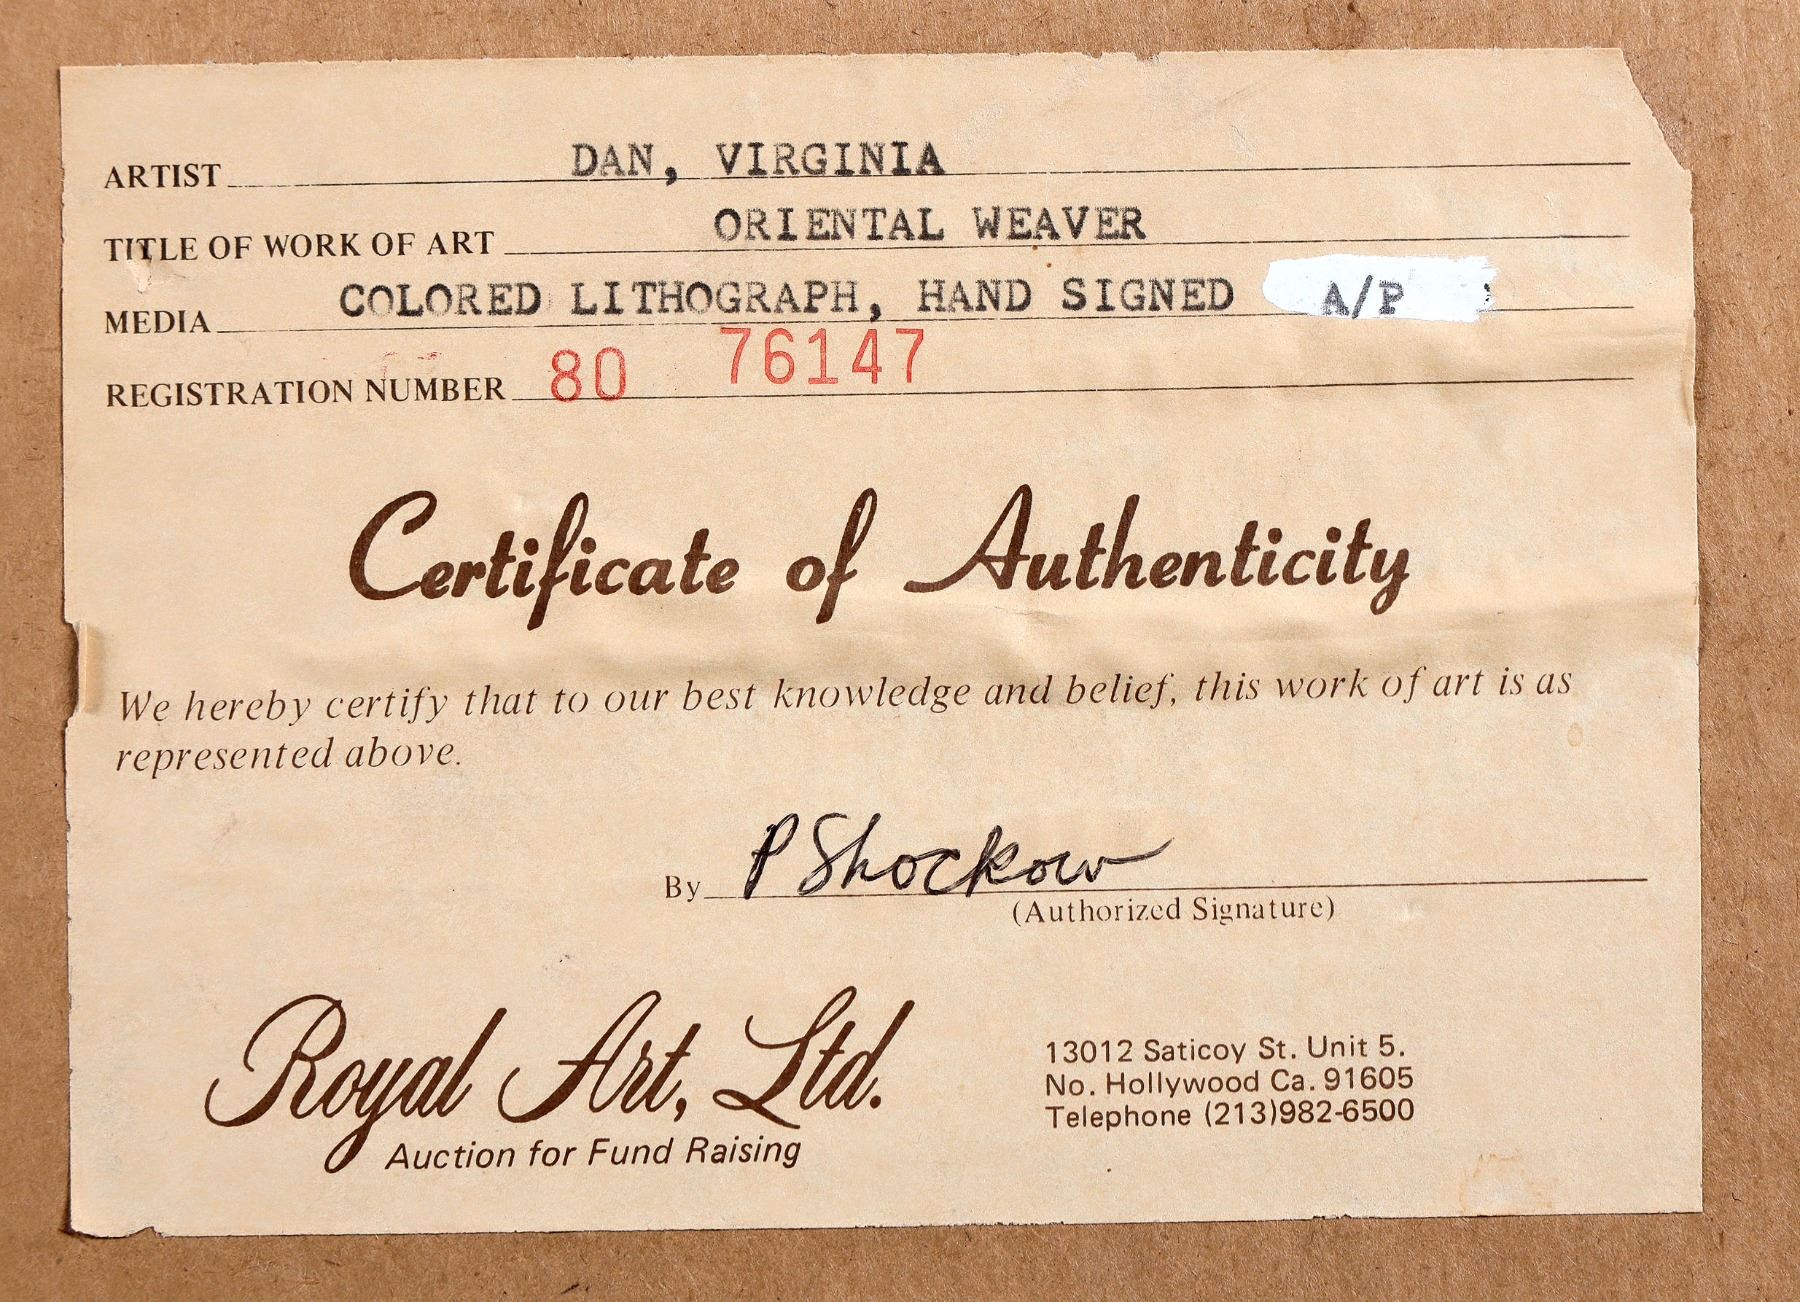 ARTIST DAN, VIRGINIA
TITLE OF WORK OF ART ORIENTAL WEAVER
MEDIA COLORED LITHOGRAPH, HAND SIGNED A/P
REGISTRATION NUMBER 80 76147
Certificate of Authenticity
We hereby certify that to our best knowledge and belief, this work of art is as
represented above.
By P Shockow
(Authorized Signature)
Royal Art, Ltd.
Auction for Fund Raising
13012 Saticoy St. Unit 5.
No. Hollywood Ca. 91605
Telephone (213)982-6500